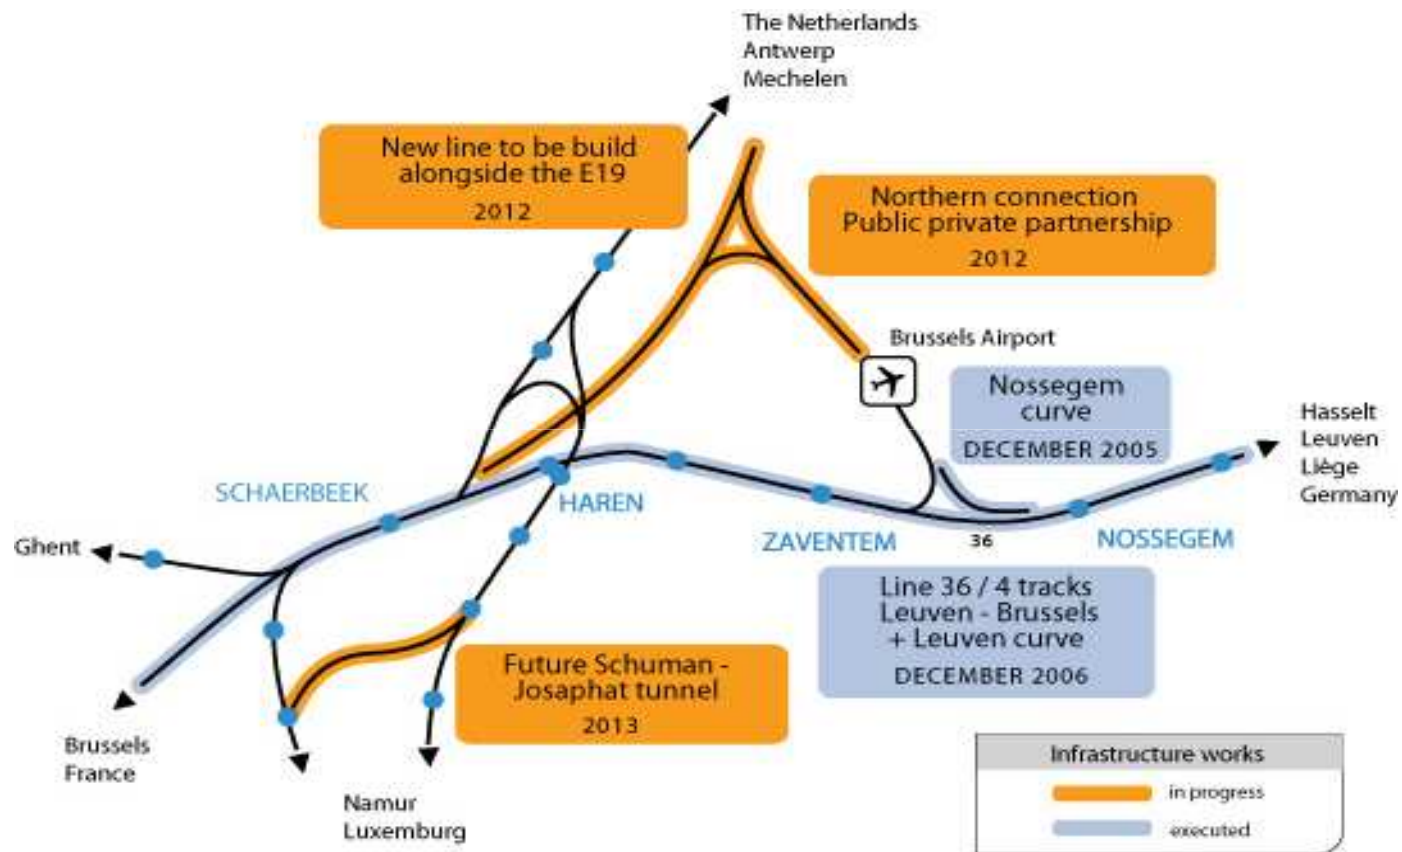 The Netherlands
Antwerp
Mechelen
New line to be build
alongside the E19
2012
Northern connection
Public private partnership
2012
Brussels Airport
Nossegem
curve
DECEMBER 2005
Hasselt
Leuven
Liège
Germany
SCHAERBEEK
HAREN
ZAVENTEM
36
NOSSEGEM
Ghent
Line 36 / 4 tracks
Leuven - Brussels
+ Leuven curve
DECEMBER 2006
Future Schuman -
Josaphat tunnel
2013
Brussels
France
Namur
Luxemburg
Infrastructure works
in progress
executed